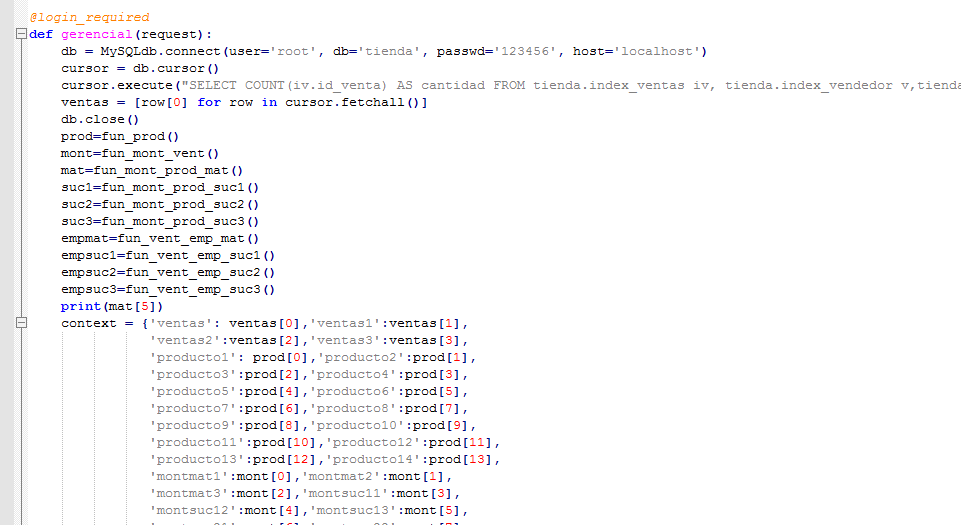 @login_required
def gerencial(request):
db = MySQLdb.connect(user='root', db='tienda', passwd='123456', host='localhost')
cursor = db.cursor()
cursor.execute("SELECT COUNT(iv.id_venta) AS cantidad FROM tienda.index_ventas iv, tienda.index_vendedor v,tienda
ventas = [row[0] for row in cursor.fetchall()]
db.close()
prod=fun_prod()
mont=fun_mont_vent()
mat=fun_mont_prod_mat()
suc1=fun_mont_prod_suc1()
suc2=fun_mont_prod_suc2()
suc3=fun_mont_prod_suc3()
empmat=fun_vent_emp_mat()
empsuc1=fun_vent_emp_suc1()
empsuc2=fun_vent_emp_suc2()
empsuc3=fun_vent_emp_suc3()
print(mat[5])
context = {'ventas': ventas[0],'ventas1':ventas[1],
'ventas2':ventas[2],'ventas3':ventas[3],
'producto1': prod[0],'producto2':prod[1],
'producto3':prod[2],'producto4':prod[3],
'producto5':prod[4],'producto6':prod[5],
'producto7':prod[6],'producto8':prod[7],
'producto9':prod[8],'producto10':prod[9],
'producto11':prod[10],'producto12':prod[11],
'producto13':prod[12],'producto14':prod[13],
'montmat1':mont[0],'montmat2':mont[1],
'montmat3':mont[2],'montsuc11':mont[3],
'montsuc12':mont[4],'montsuc13':mont[5],